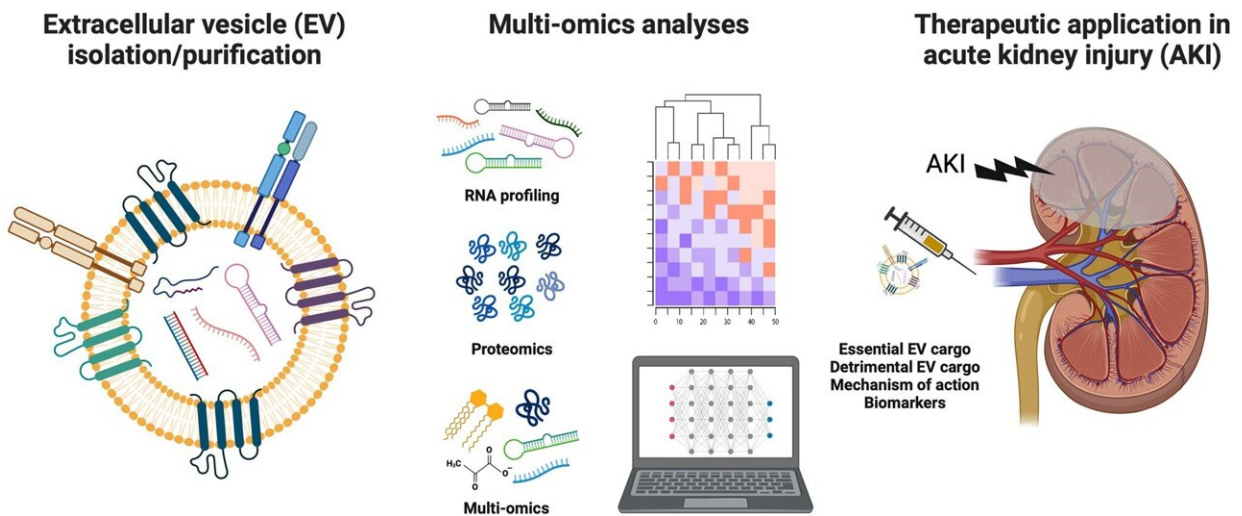 Extracellular vesicle (EV)
isolation/purification
Multi-omics analyses
Therapeutic application in
acute kidney injury (AKI)
RNA profiling
Proteomics
H₃C
O
O
O⁻
Multi-omics
0 10 20 30 40 50
AKI
Essential EV cargo
Detrimental EV cargo
Mechanism of action
Biomarkers